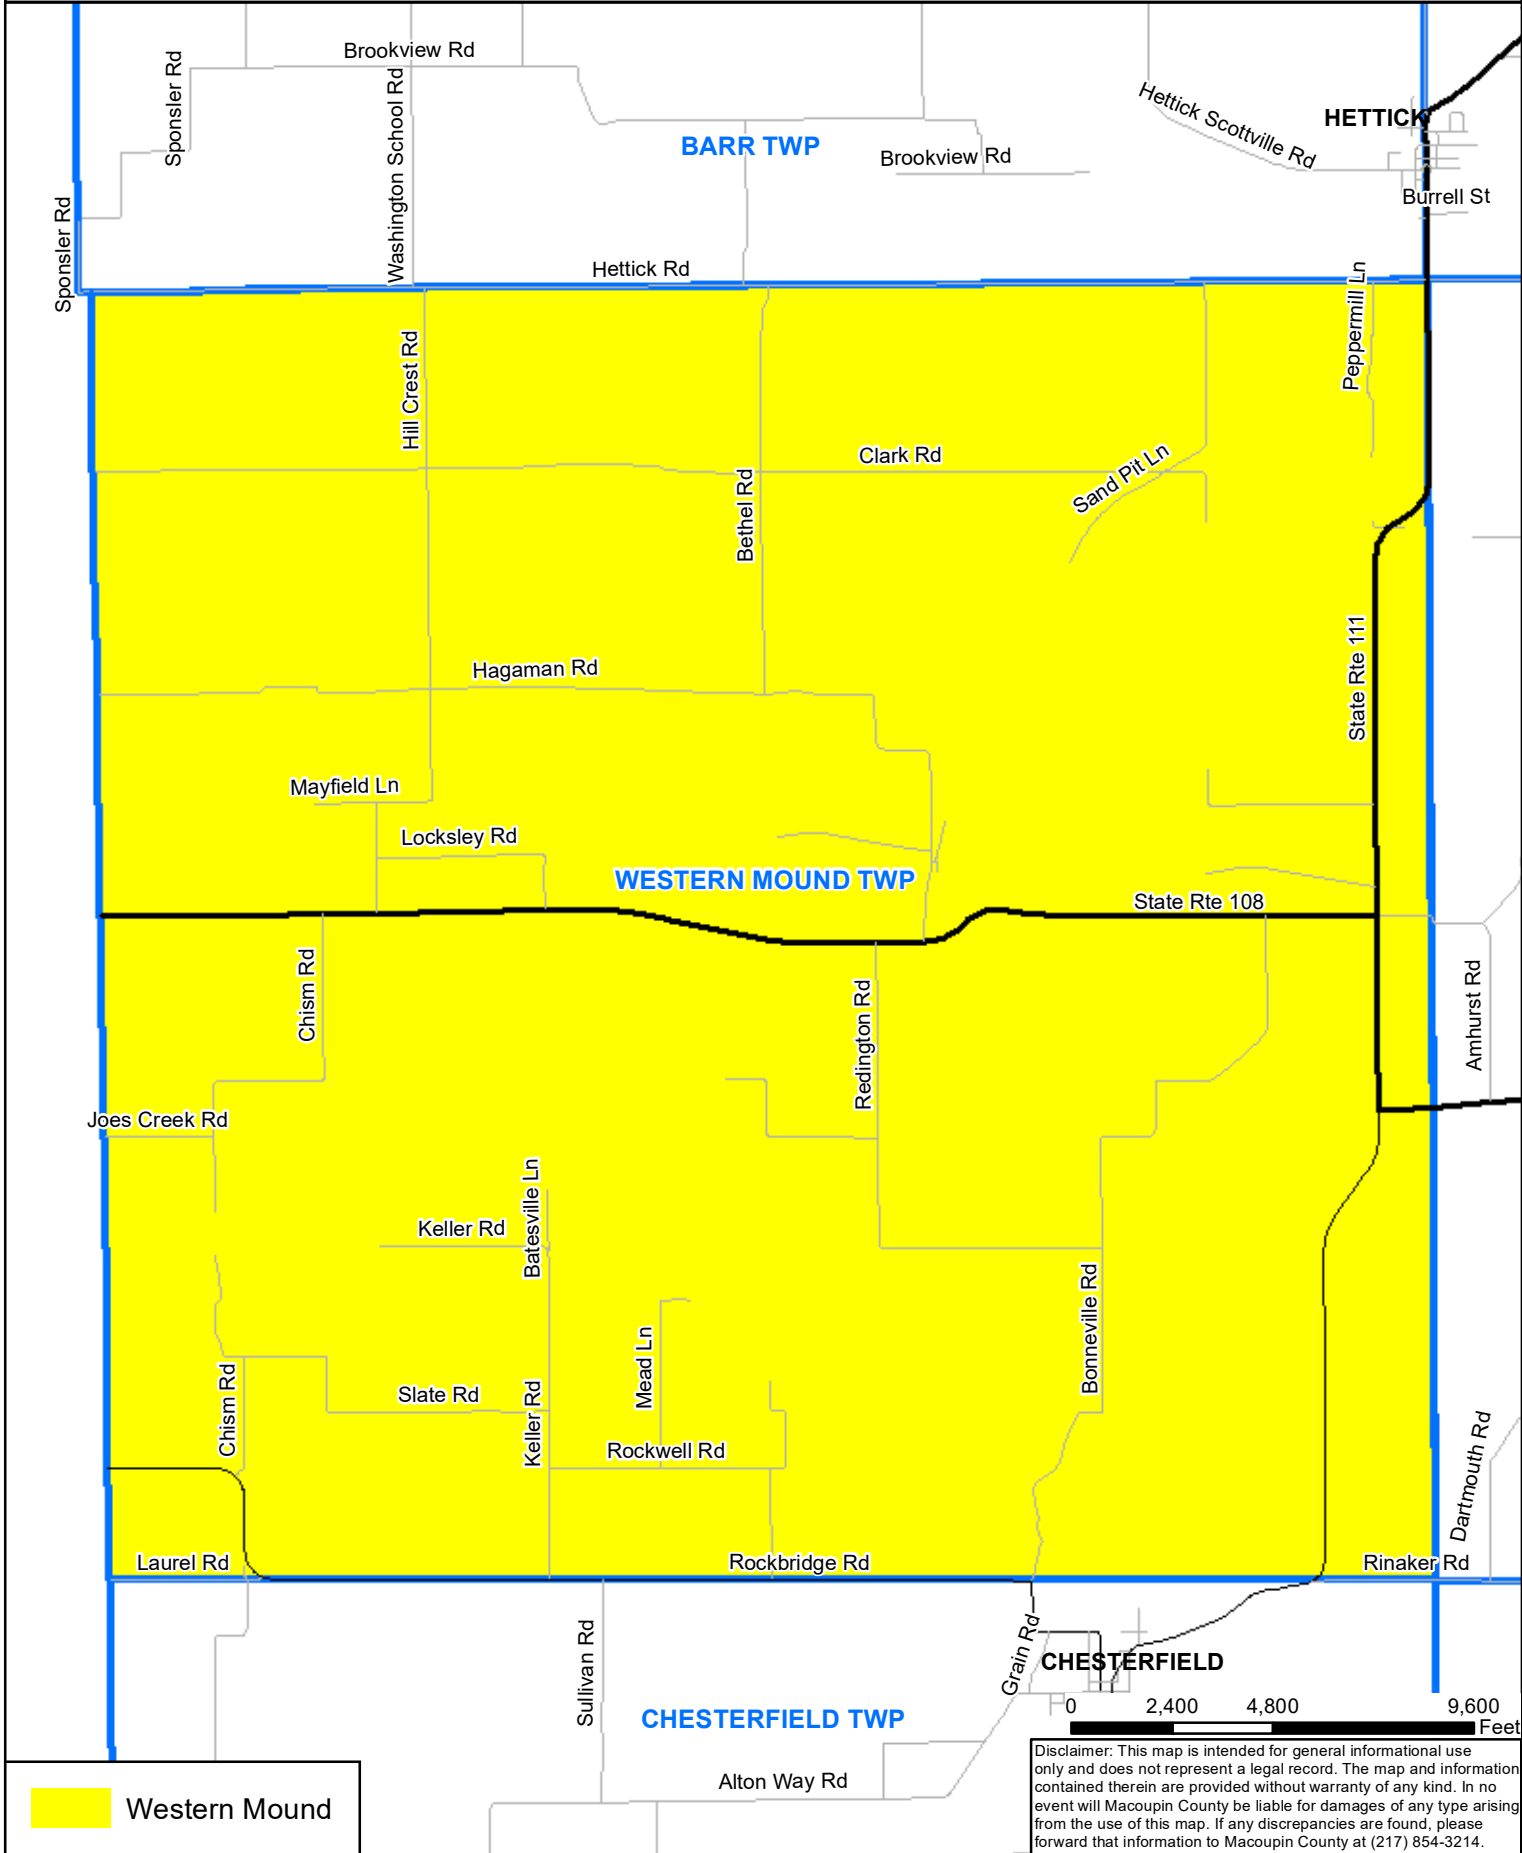 Brookview Rd
Sponsler Rd
Washington School Rd
Hettick Scottville Rd
HETTICK
BARR TWP
Brookview Rd
Burrell St
Sponsler Rd
Hettick Rd
Peppermill Ln
Hill Crest Rd
Clark Rd
Sand Pit Ln
Bethel Rd
State Rte 111
Hagaman Rd
Mayfield Ln
Locksley Rd
WESTERN MOUND TWP
State Rte 108
Chism Rd
Redington Rd
Amhurst Rd
Joes Creek Rd
Batesville Ln
Keller Rd
Bonneville Rd
Mead Ln
Chism Rd
Slate Rd
Keller Rd
Rockwell Rd
Dartmouth Rd
Laurel Rd
Rockbridge Rd
Rinaker Rd
Sullivan Rd
Grain Rd
CHESTERFIELD
CHESTERFIELD TWP
0 2,400 4,800 9,600
Feet
Alton Way Rd
Western Mound
Disclaimer: This map is intended for general informational use
only and does not represent a legal record. The map and information
contained therein are provided without warranty of any kind. In no
event will Macoupin County be liable for damages of any type arising
from the use of this map. If any discrepancies are found, please
forward that information to Macoupin County at (217) 854-3214.